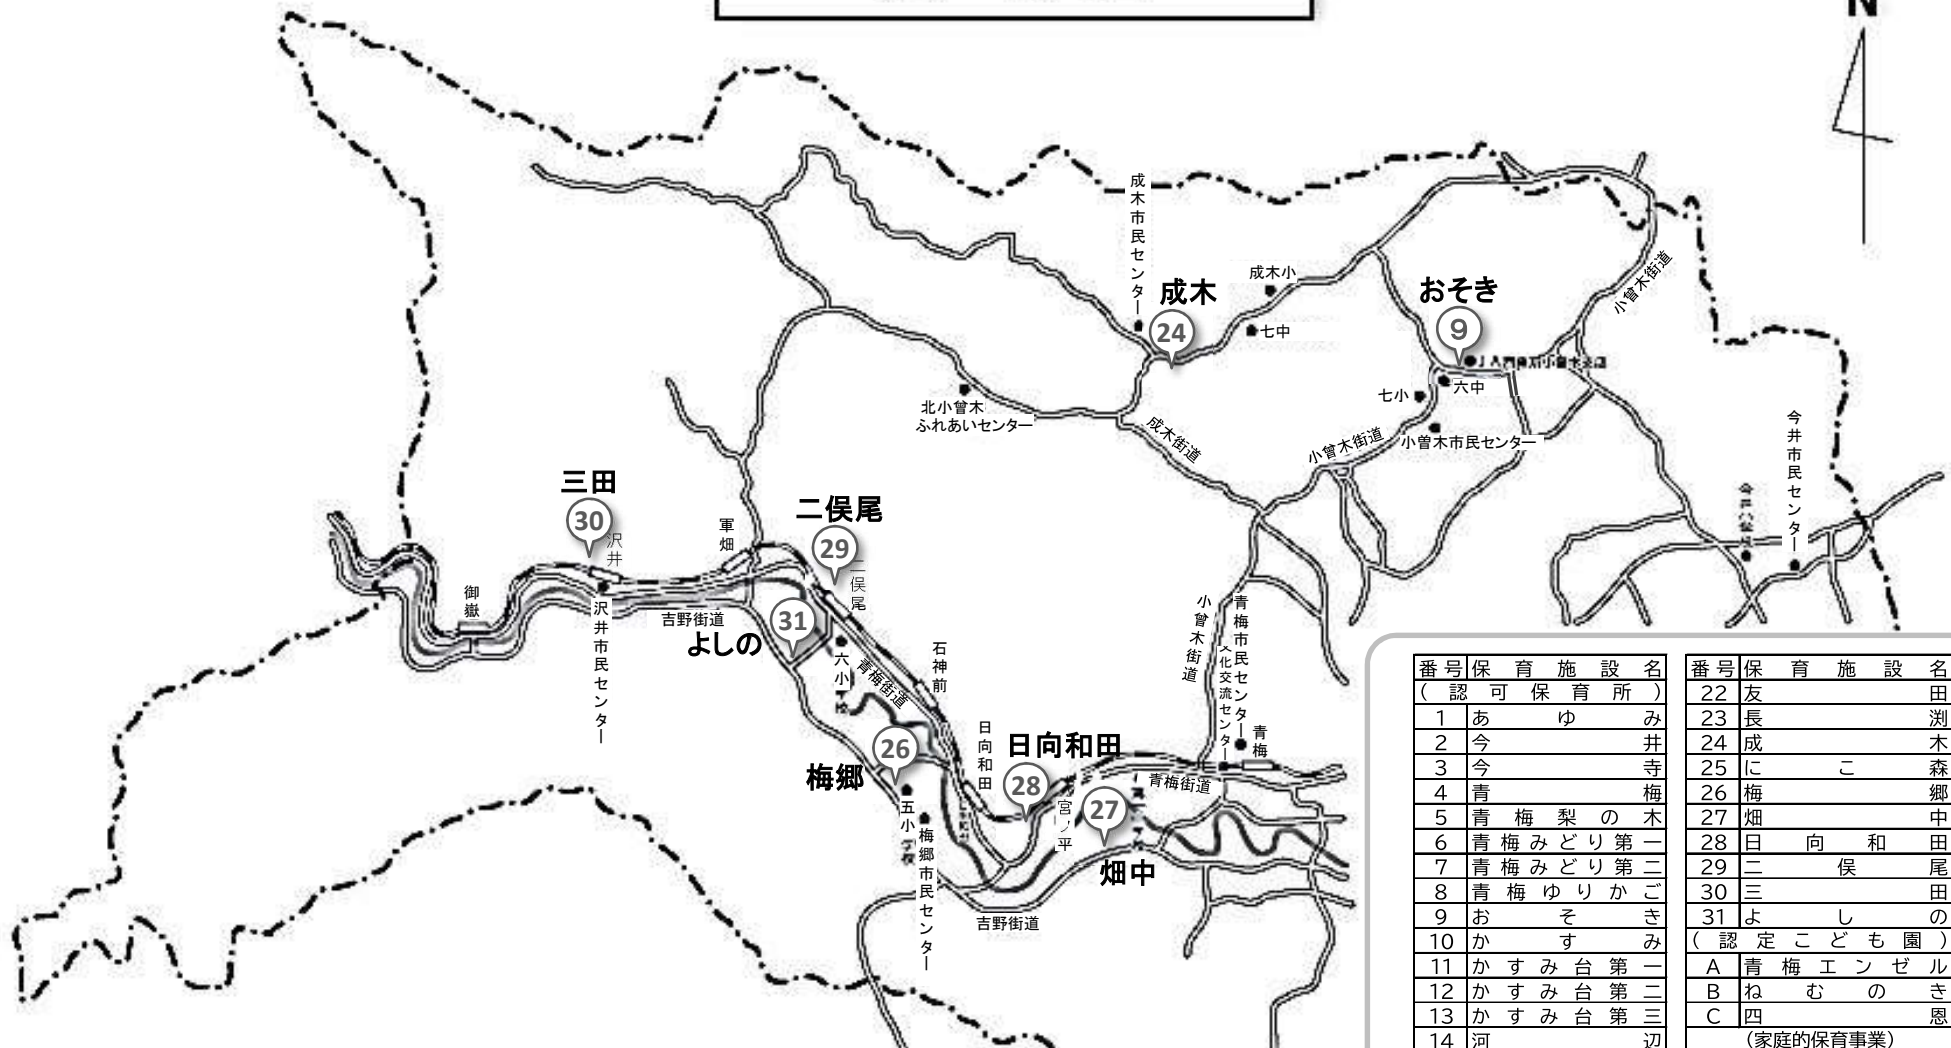 N
成木市民センター
成木
24
成木小
七中
おそき
9
小曾木街道
六中
七小
小曾木市民センター
小曾木街道
北小曾木
ふれあいセンター
成木街道
今井市民センター
三田
30
沢井
軍畑
二俣尾
29
二俣尾
御嶽
沢井市民センター
吉野街道
31
よしの
六小
青梅街道
石神前
小曾木街道
青梅市民センター
文化交流センター
青梅
日向和田
日向和田
28
26
梅郷
五小
梅郷市民センター
宮ノ平
27
畑中
青梅街道
吉野街道
番号 保育施設名
(認可保育所)
1 あゆみ
2 今井
3 今寺
4 青梅
5 青梅梨の木
6 青梅みどり第一
7 青梅みどり第二
8 青梅ゆりかご
9 おそき
10 かすみ
11 かすみ台第一
12 かすみ台第二
13 かすみ台第三
14 河辺
番号 保育施設名
22 友田
23 長渕
24 成木
25 にこ森
26 梅郷
27 畑中
28 日向和田
29 二俣尾
30 三田
31 よしの
(認定こども園)
A 青梅エンゼル
B ねむのき
C 四恩
(家庭的保育事業)